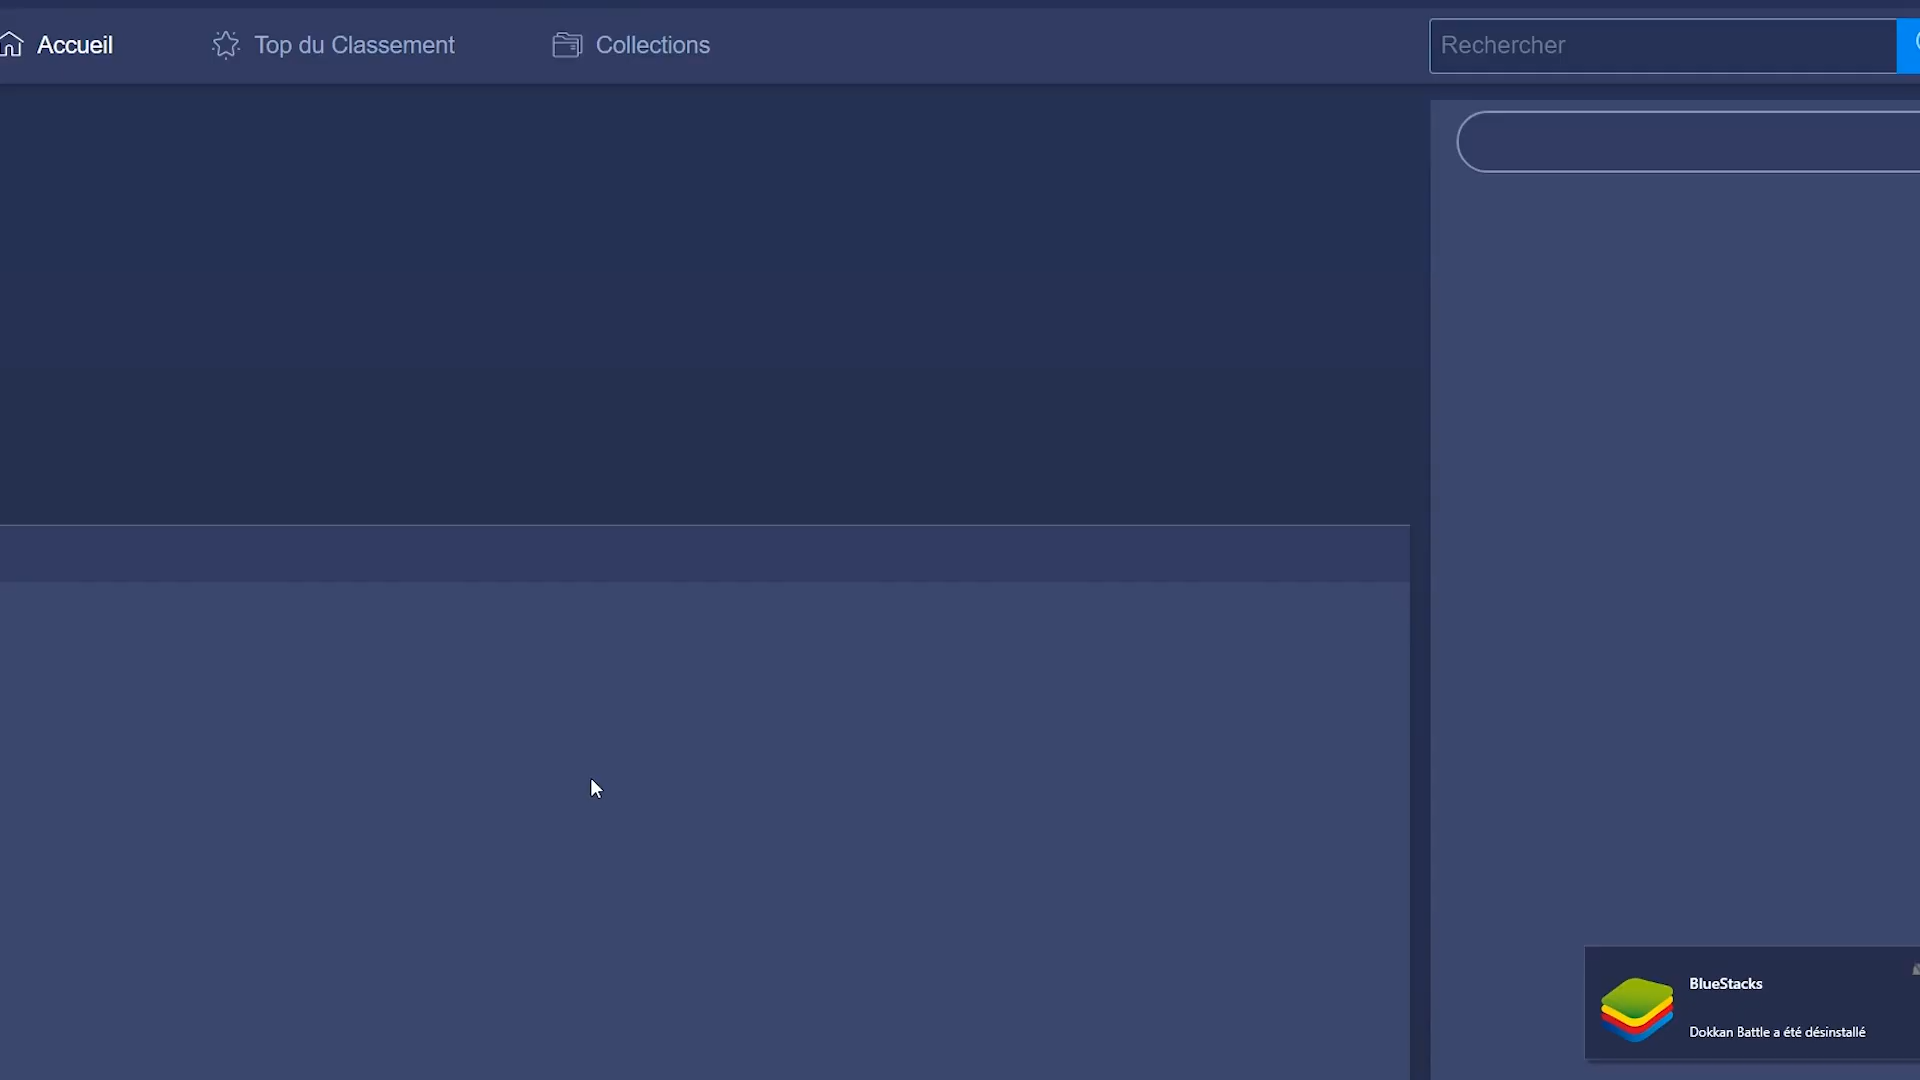 Accueil
Top du Classement
Collections
Rechercher
BlueStacks
Dokkan Battle a été désinstallé